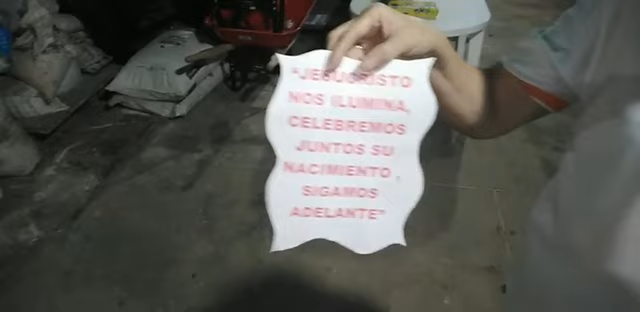 "JESUCRISTO
NOS ILUMINA,
CELEBREMOS
JUNTOS SU
NACIMIENTO ,
SIGAMOS
ADELANTE"